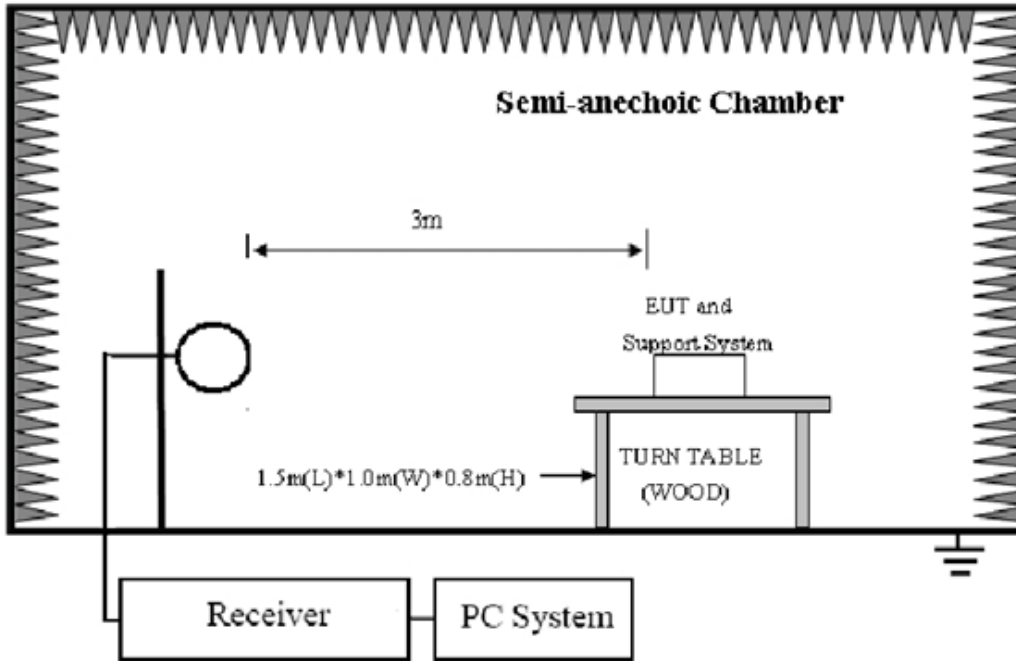 Semi-anechoic Chamber
3m
EUT and
Support System
1.5m(L)*1.0m(W)*0.8m(H)
TURN TABLE
(WOOD)
Receiver
PC System